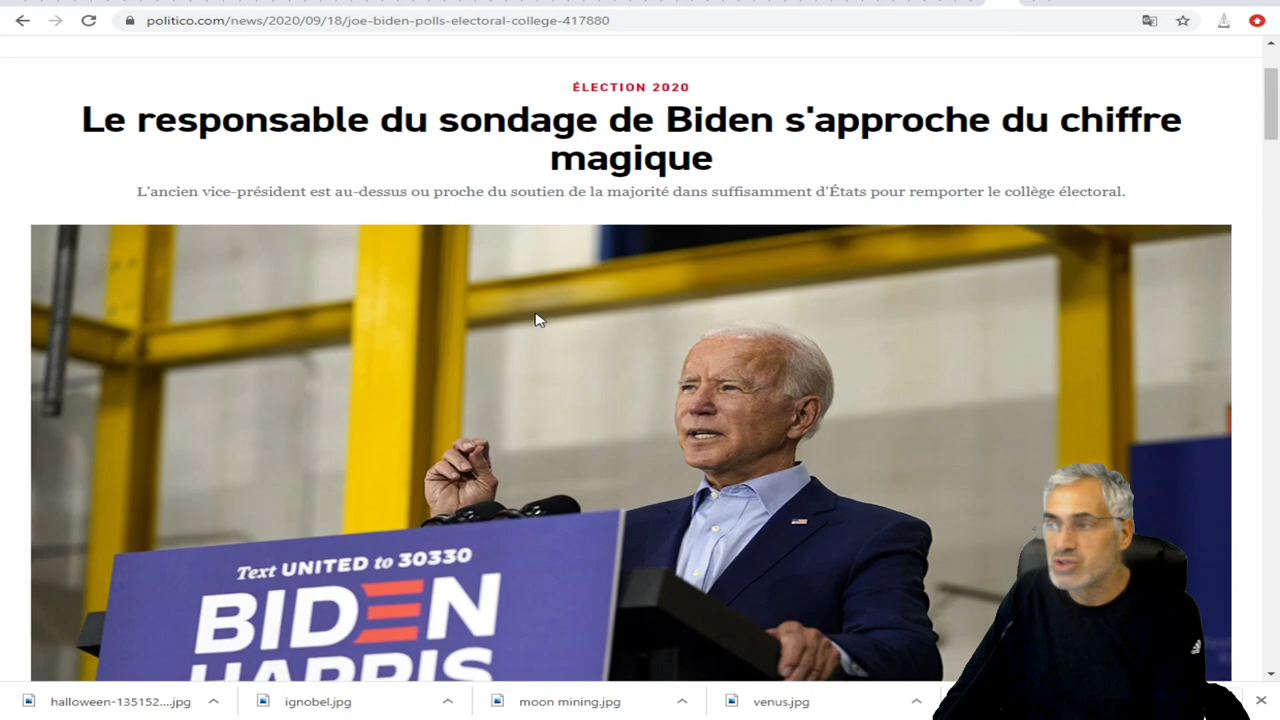 politico.com/news/2020/09/18/joe-biden-polls-electoral-college-417880
ÉLECTION 2020
Le responsable du sondage de Biden s'approche du chiffre
magique
L'ancien vice-président est au-dessus ou proche du soutien de la majorité dans suffisamment d'États pour remporter le collège électoral.
Text UNITED to 30330
BIDEN
HARRIS
halloween-135152....jpg
ignobel.jpg
moon mining.jpg
venus.jpg